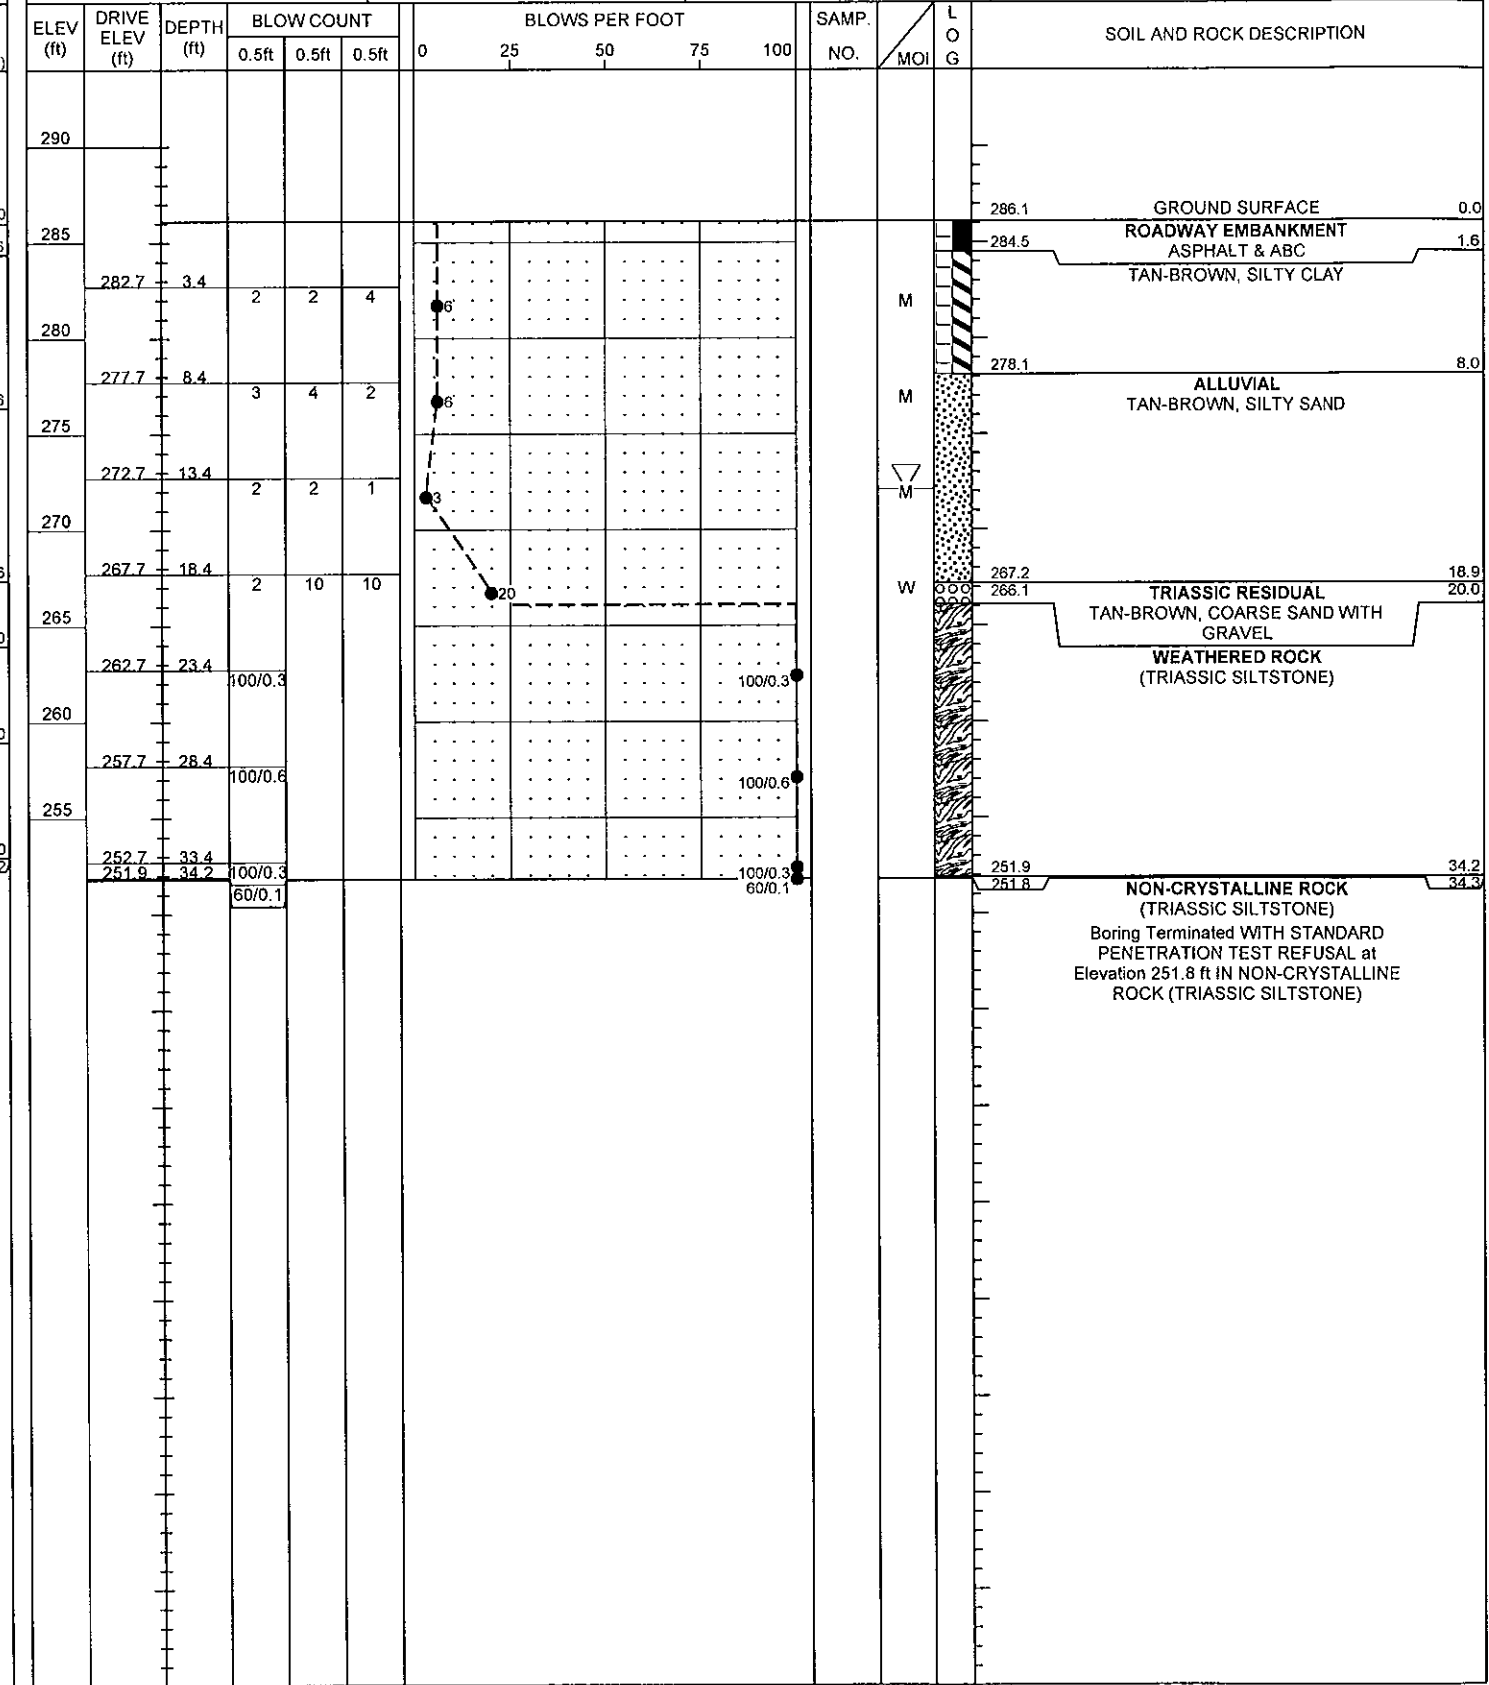 ELEV (ft) DRIVE ELEV (ft) DEPTH (ft) BLOW COUNT 0.5ft 0.5ft 0.5ft BLOWS PER FOOT 0 25 50 75 100 SAMP. NO. MOI L O G SOIL AND ROCK DESCRIPTION
290
286.1 GROUND SURFACE 0.0
285
ROADWAY EMBANKMENT
284.5 ASPHALT & ABC 1.6
TAN-BROWN, SILTY CLAY
282.7 3.4
2 2 4 6 M
280
278.1 8.0
277.7 8.4
ALLUVIAL
3 4 2 6 M
TAN-BROWN, SILTY SAND
275
272.7 13.4
2 2 1 3 M
270
267.7 18.4
267.2 18.9
2 10 10 20 W
266.1 TRIASSIC RESIDUAL 20.0
TAN-BROWN, COARSE SAND WITH
GRAVEL
265
WEATHERED ROCK
262.7 23.4
(TRIASSIC SILTSTONE)
100/0.3 100/0.3
260
257.7 28.4
100/0.6 100/0.6
255
252.7 33.4
251.9 34.2 100/0.3 100/0.3 251.9 34.2
60/0.1 60/0.1 251.8 NON-CRYSTALLINE ROCK 34.3
(TRIASSIC SILTSTONE)
Boring Terminated WITH STANDARD
PENETRATION TEST REFUSAL at
Elevation 251.8 ft IN NON-CRYSTALLINE
ROCK (TRIASSIC SILTSTONE)